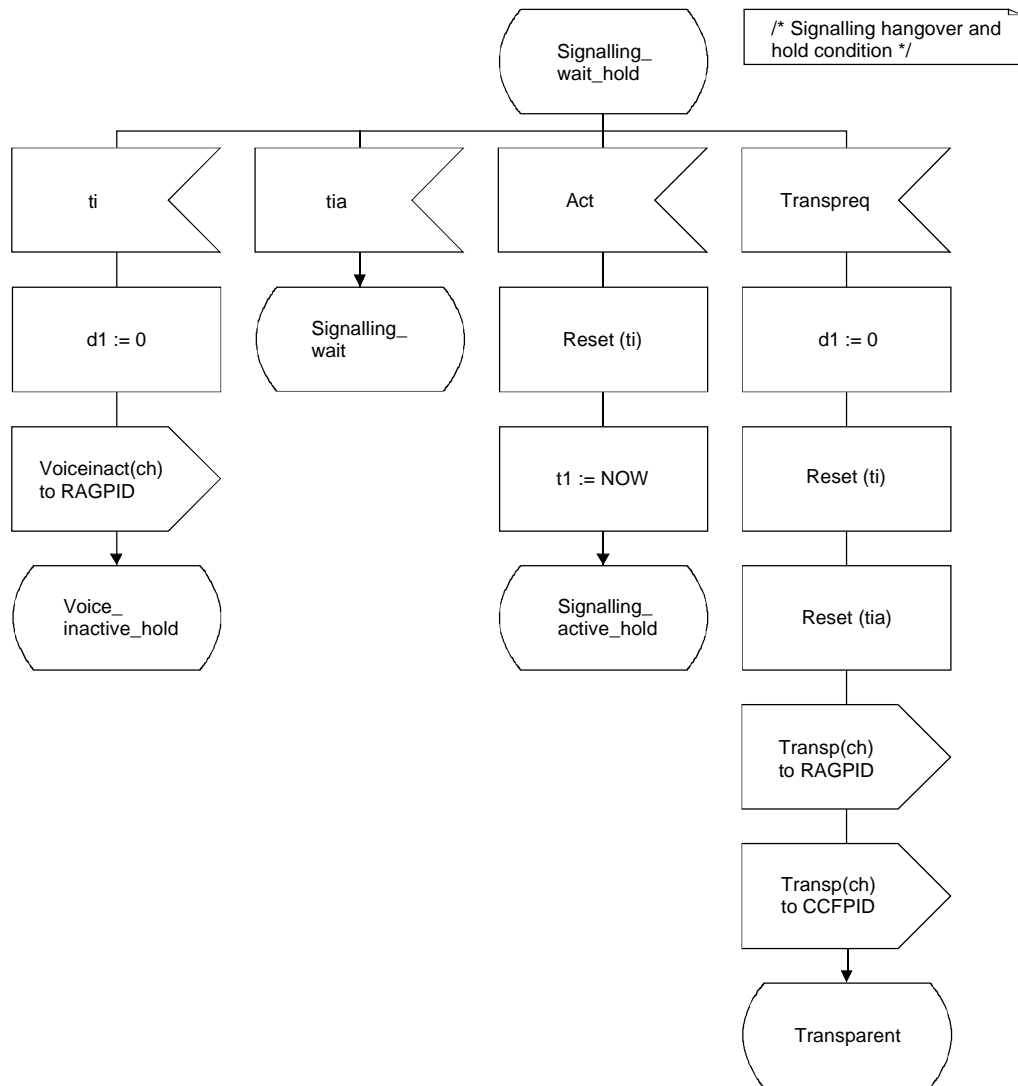 Signalling_
wait_hold
/* Signalling hangover and
hold condition */
ti
tia
Act
Transpreq
d1 := 0
Signalling_
wait
Reset (ti)
d1 := 0
Voiceinact(ch)
to RAGPID
t1 := NOW
Reset (ti)
Voice_
inactive_hold
Signalling_
active_hold
Reset (tia)
Transp(ch)
to RAGPID
Transp(ch)
to CCFPID
Transparent